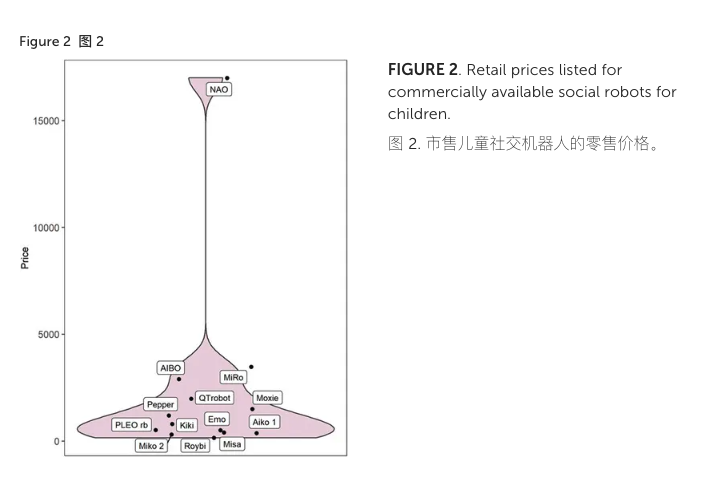 Figure 2 图 2
FIGURE 2. Retail prices listed for
commercially available social robots for
children.
图 2. 市售儿童社交机器人的零售价格。
Price
15000
10000
5000
0
NAO
AIBO
MiRo
QTrobot
Moxie
Pepper
PLEO rb
Kiki
Emo
Aiko 1
Miko 2
Roybi
Misa